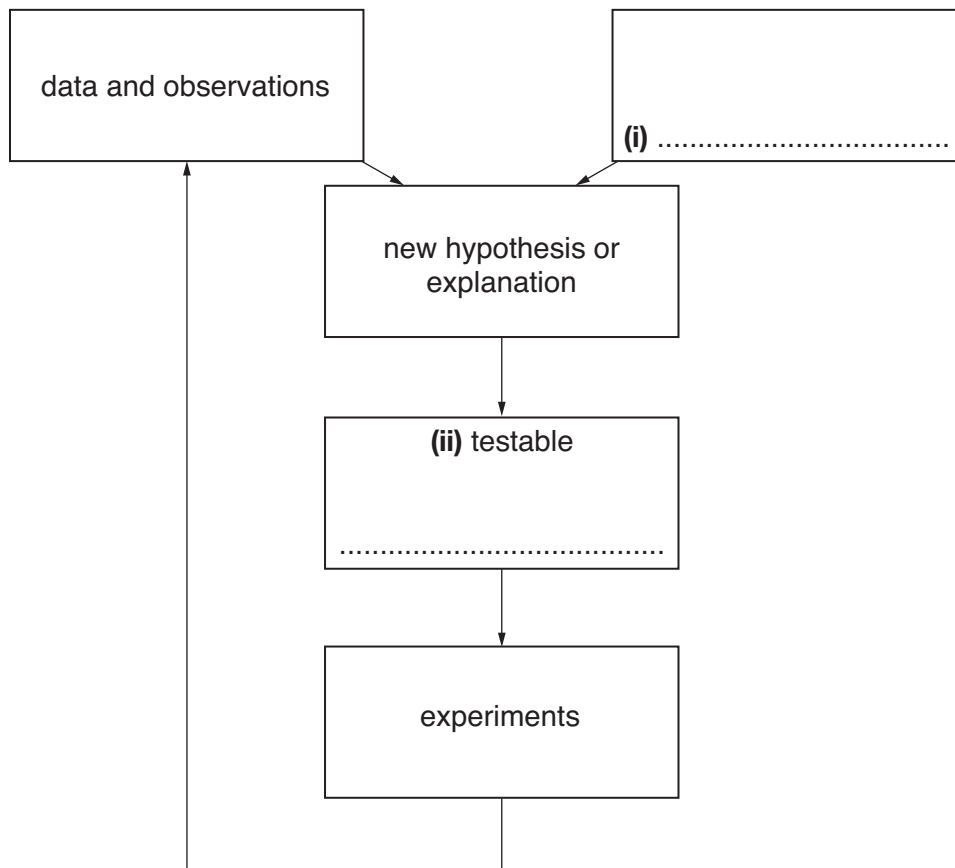 data and observations
(i) ....................................
new hypothesis or
explanation
(ii) testable
........................................
experiments